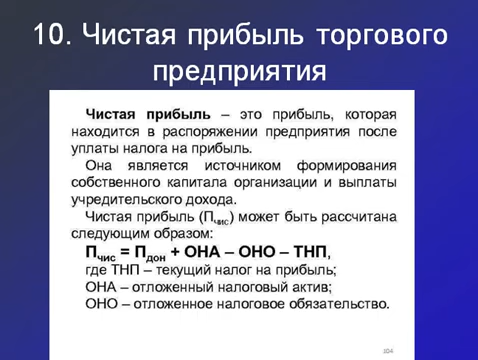 10. Чистая прибыль торгового
предприятия
Чистая прибыль – это прибыль, которая
находится в распоряжении предприятия после
уплаты налога на прибыль.
Она является источником формирования
собственного капитала организации и выплаты
учредительского дохода.
Чистая прибыль (Пчис) может быть рассчитана
следующим образом:
Пчис = Пдон + ОНА – ОНО – ТНП,
где ТНП – текущий налог на прибыль;
ОНА – отложенный налоговый актив;
ОНО – отложенное налоговое обязательство.
104